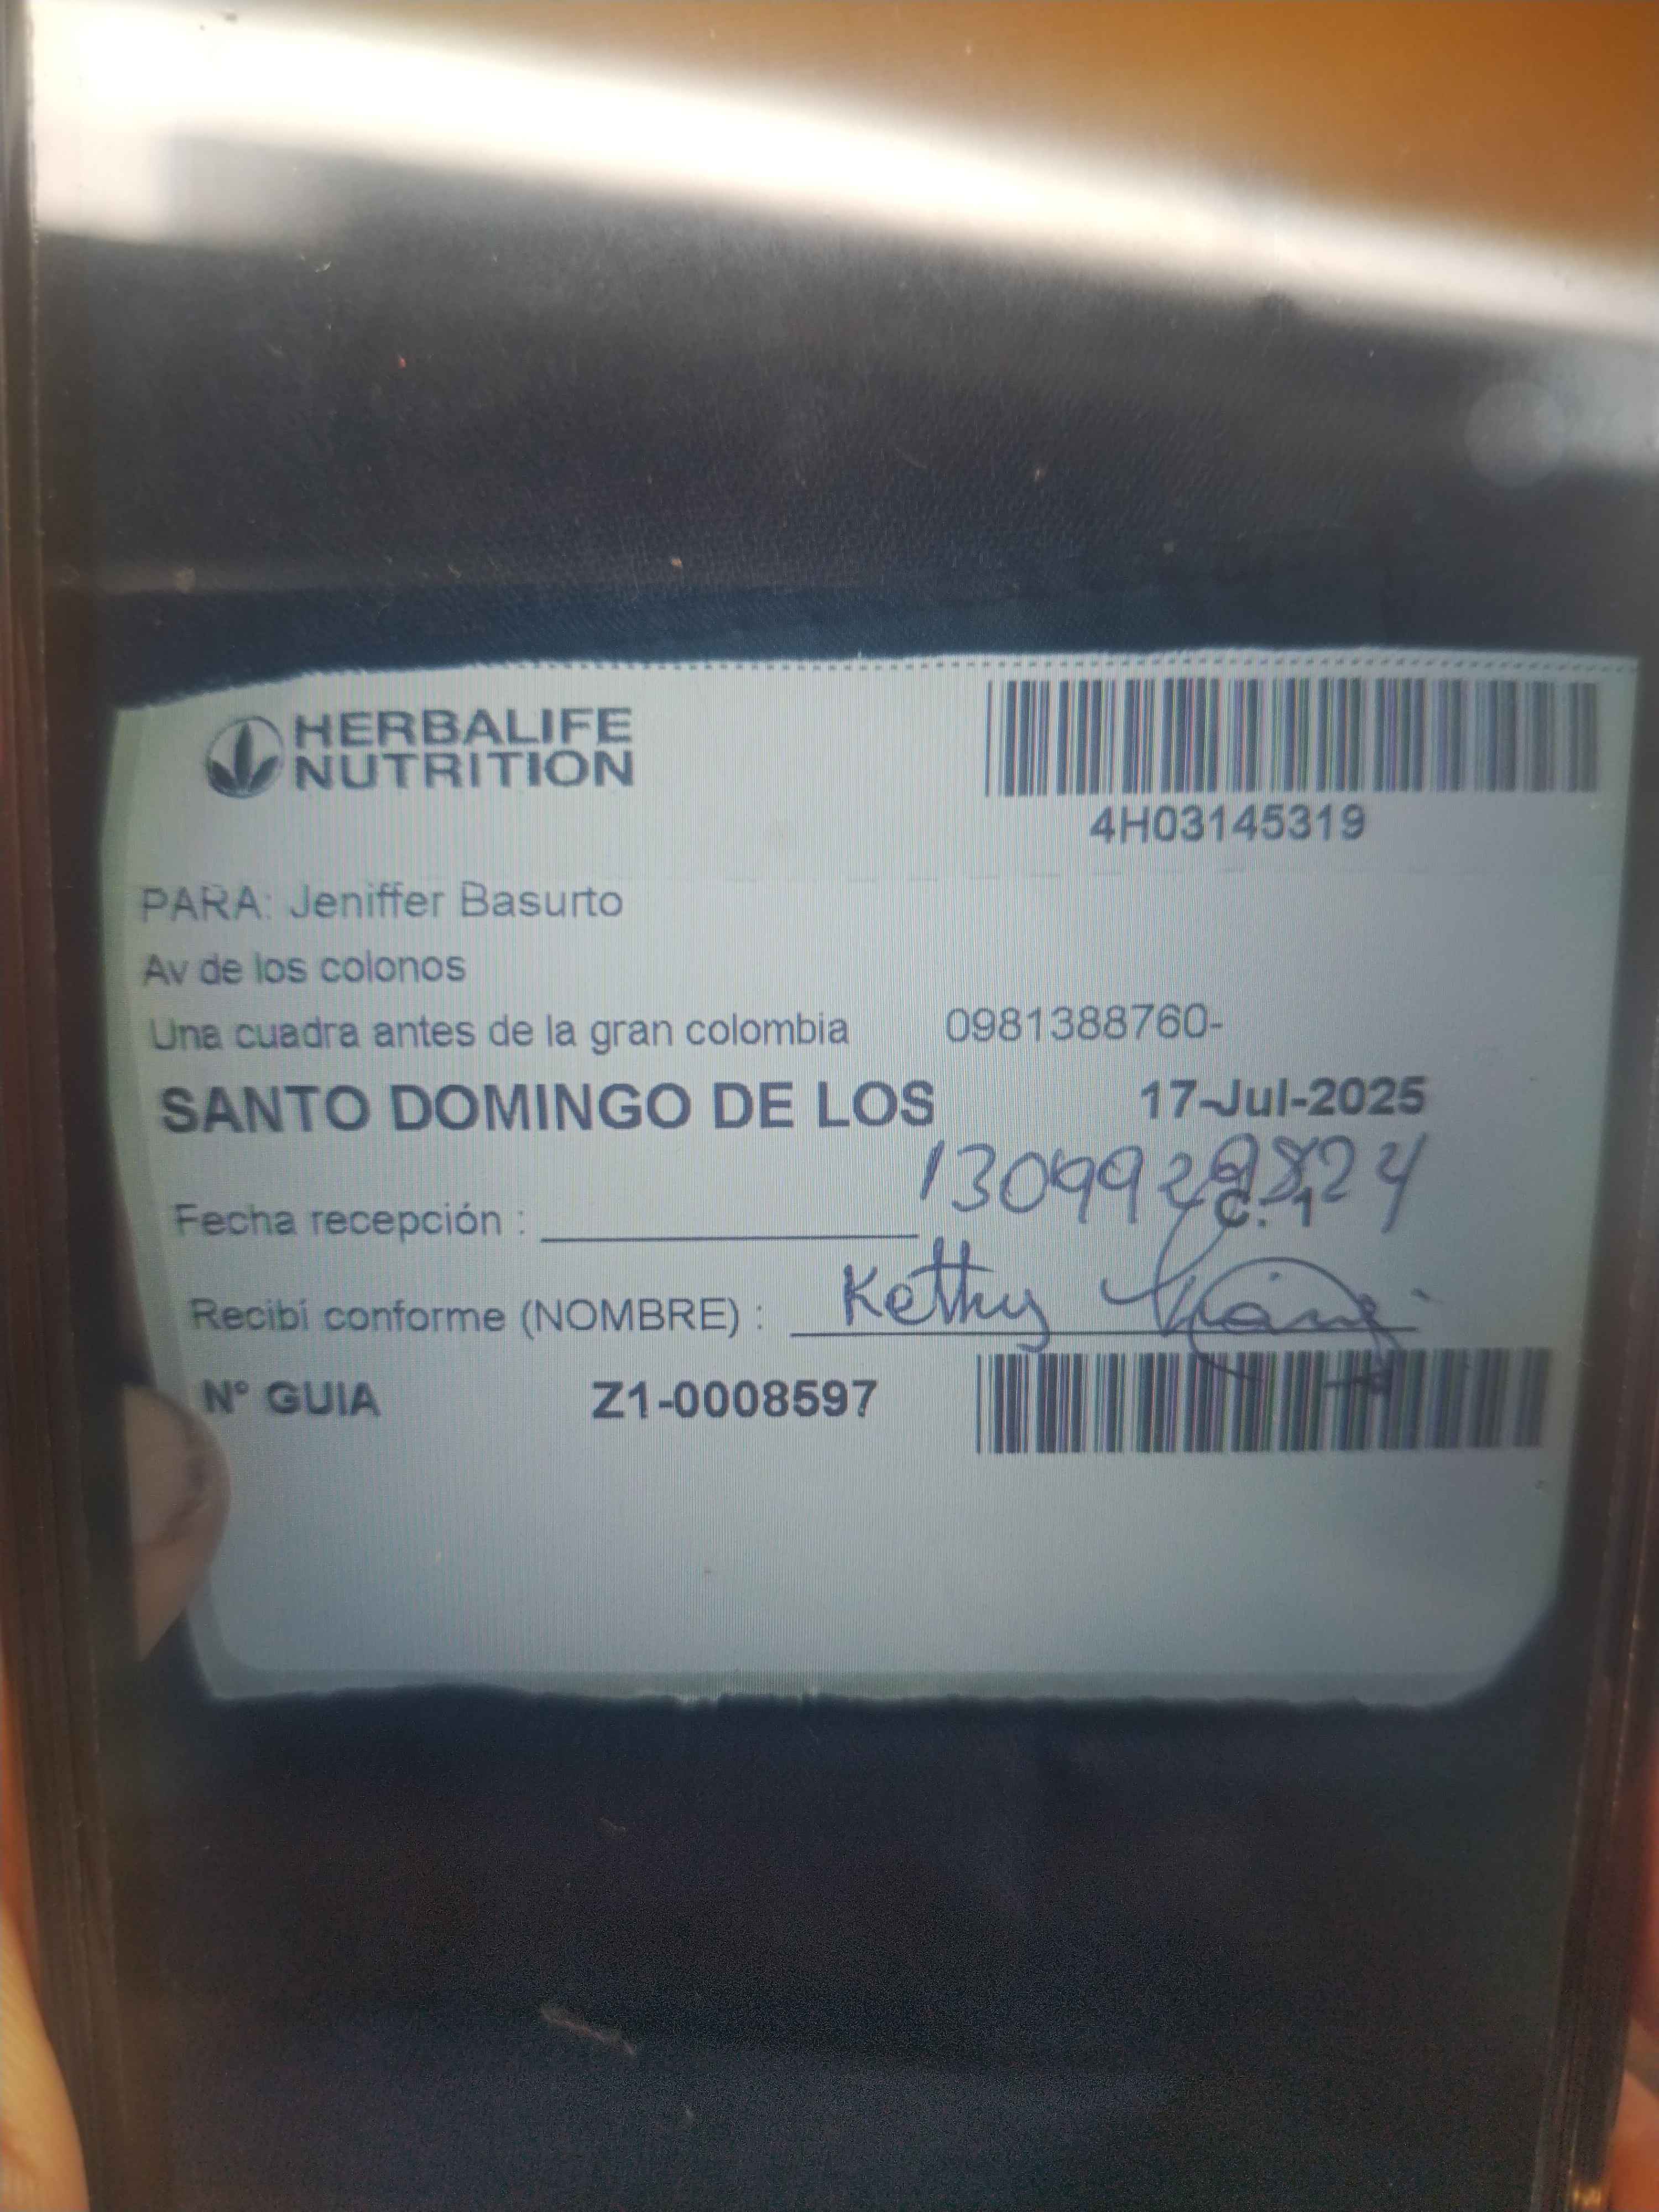 HERBALIFE
NUTRITION
4H03145319
PARA: Jeniffer Basurto
Av de los colonos
Una cuadra antes de la gran colombia 0981388760-
SANTO DOMINGO DE LOS 17-Jul-2025
C. 1
Fecha recepción :
Recibí conforme (NOMBRE) : Ketthy
N° GUIA Z1-0008597